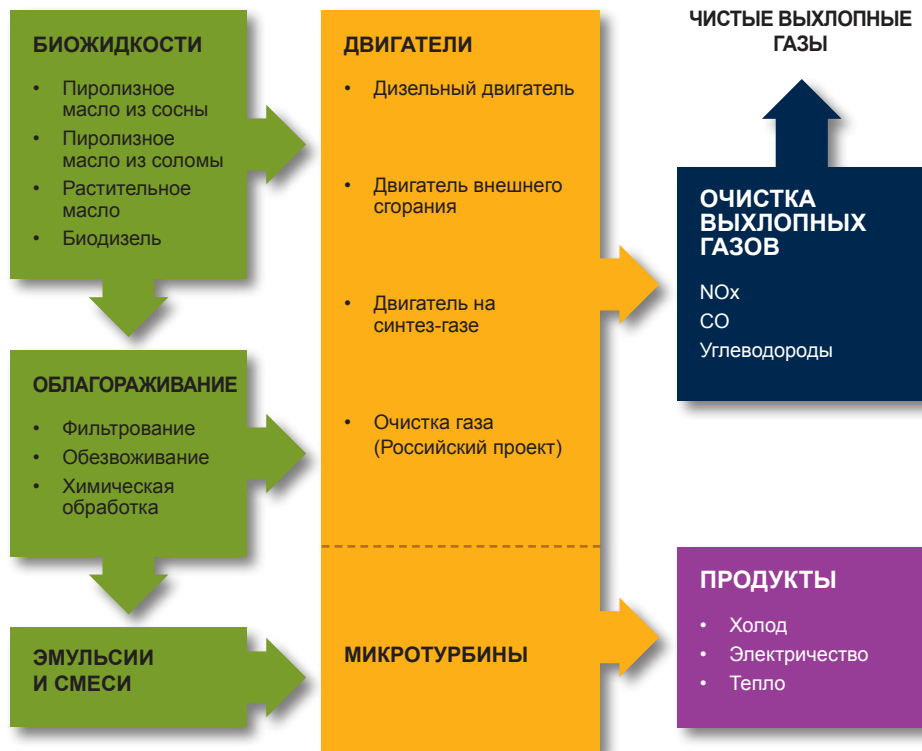 БИОЖИДКОСТИ
• Пиролизное
масло из сосны
• Пиролизное
масло из соломы
• Растительное
масло
• Биодизель
ОБЛАГОРАЖИВАНИЕ
• Фильтрование
• Обезвоживание
• Химическая
обработка
ЭМУЛЬСИИ
И СМЕСИ
ДВИГАТЕЛИ
• Дизельный двигатель
• Двигатель внешнего
сгорания
• Двигатель на
синтез-газе
• Очистка газа
(Российский проект)
МИКРОТУРБИНЫ
ЧИСТЫЕ ВЫХЛОПНЫЕ
ГАЗЫ
ОЧИСТКА
ВЫХЛОПНЫХ
ГАЗОВ
NOx
CO
Углеводороды
ПРОДУКТЫ
• Холод
• Электричество
• Тепло